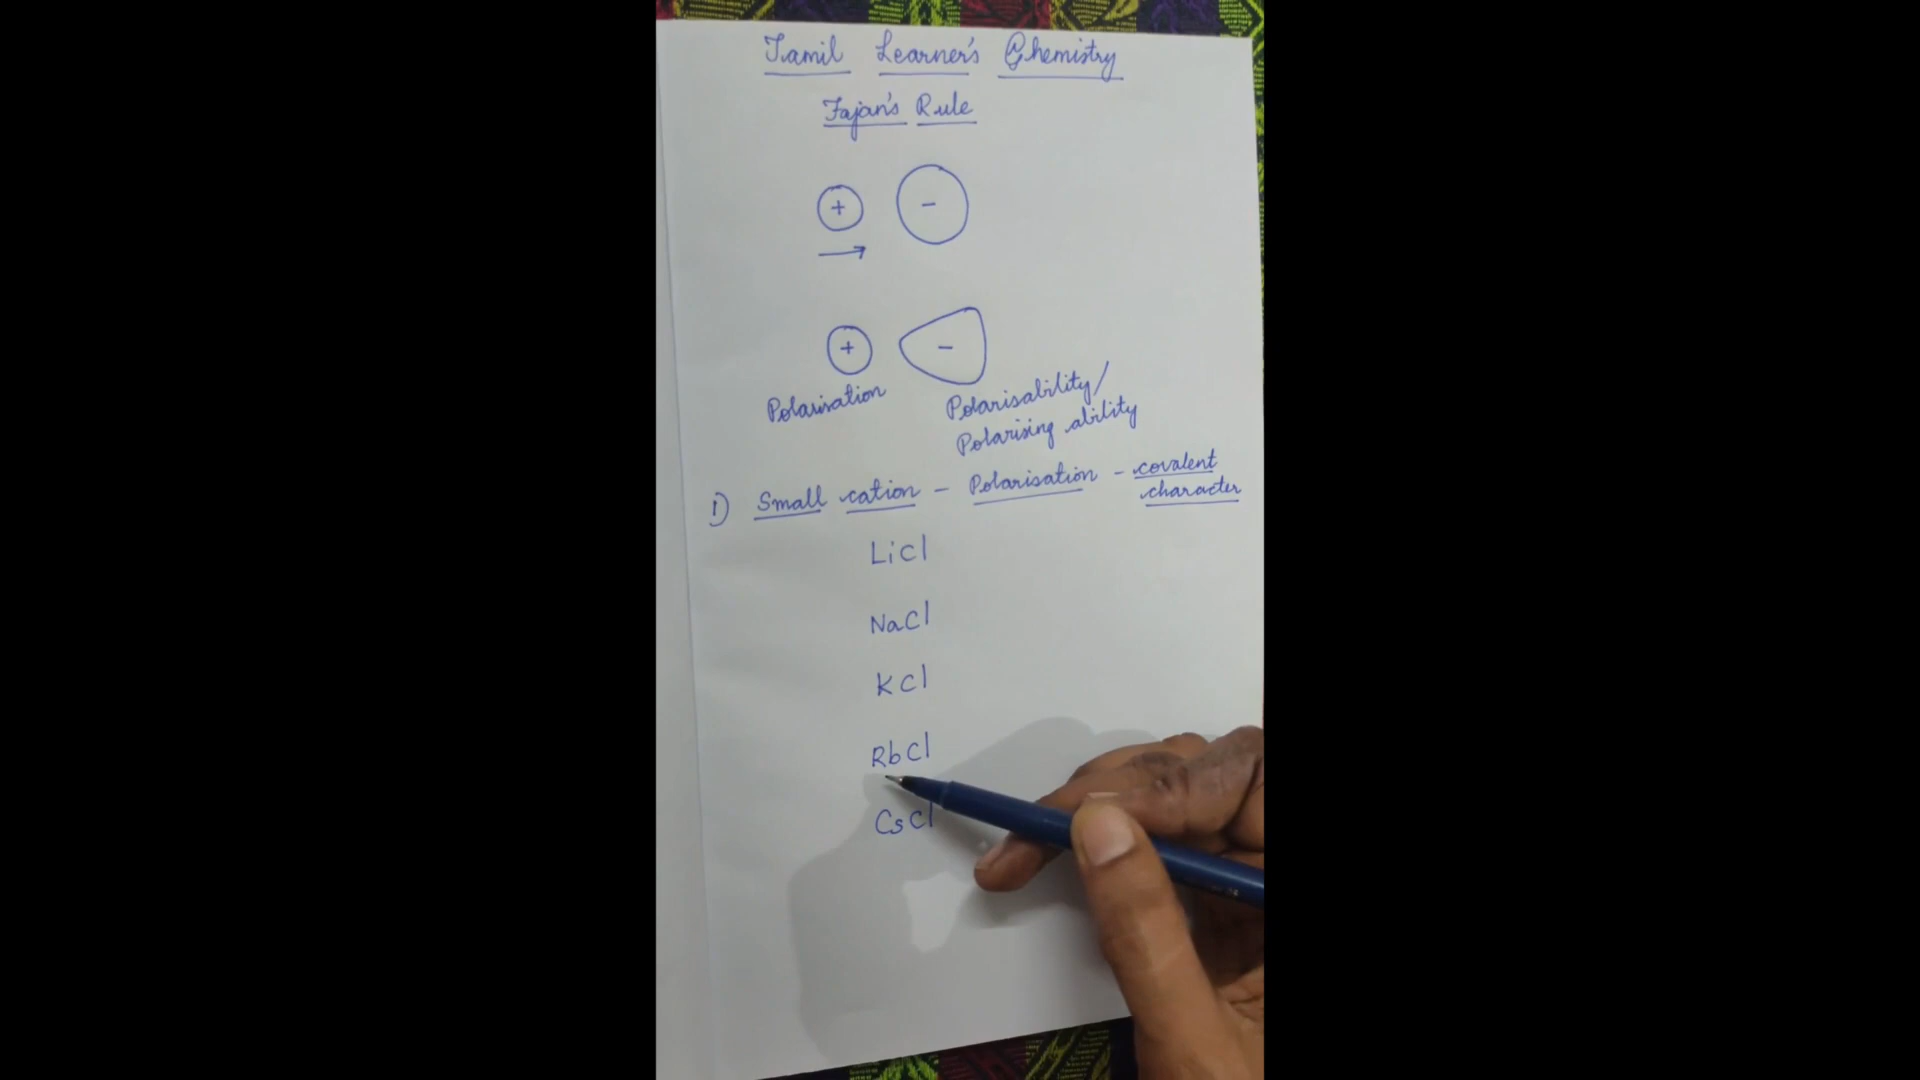 Tamil Learner's Chemistry
Fajan's Rule
+ -
+ -
Polarisation
Polarisability/
Polarising ability
1) Small cation - Polarisation - covalent
character
LiCl
NaCl
KCl
RbCl
CsCl